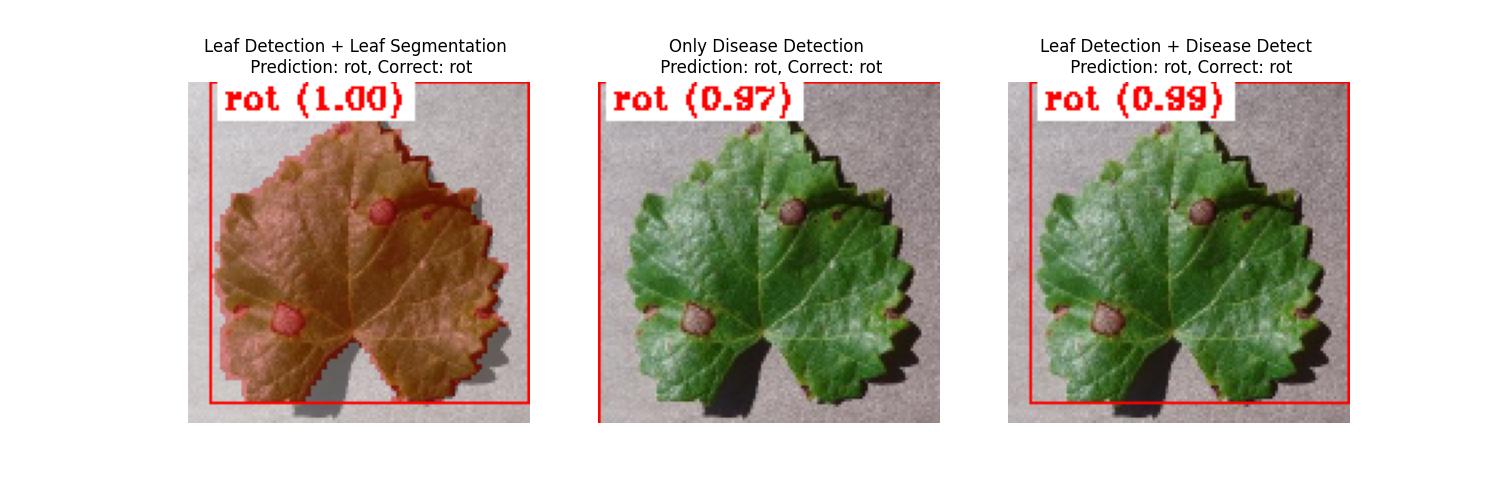 Leaf Detection + Leaf Segmentation
Prediction: rot, Correct: rot
rot (1.00)
Only Disease Detection
Prediction: rot, Correct: rot
rot (0.97)
Leaf Detection + Disease Detect
Prediction: rot, Correct: rot
rot (0.99)